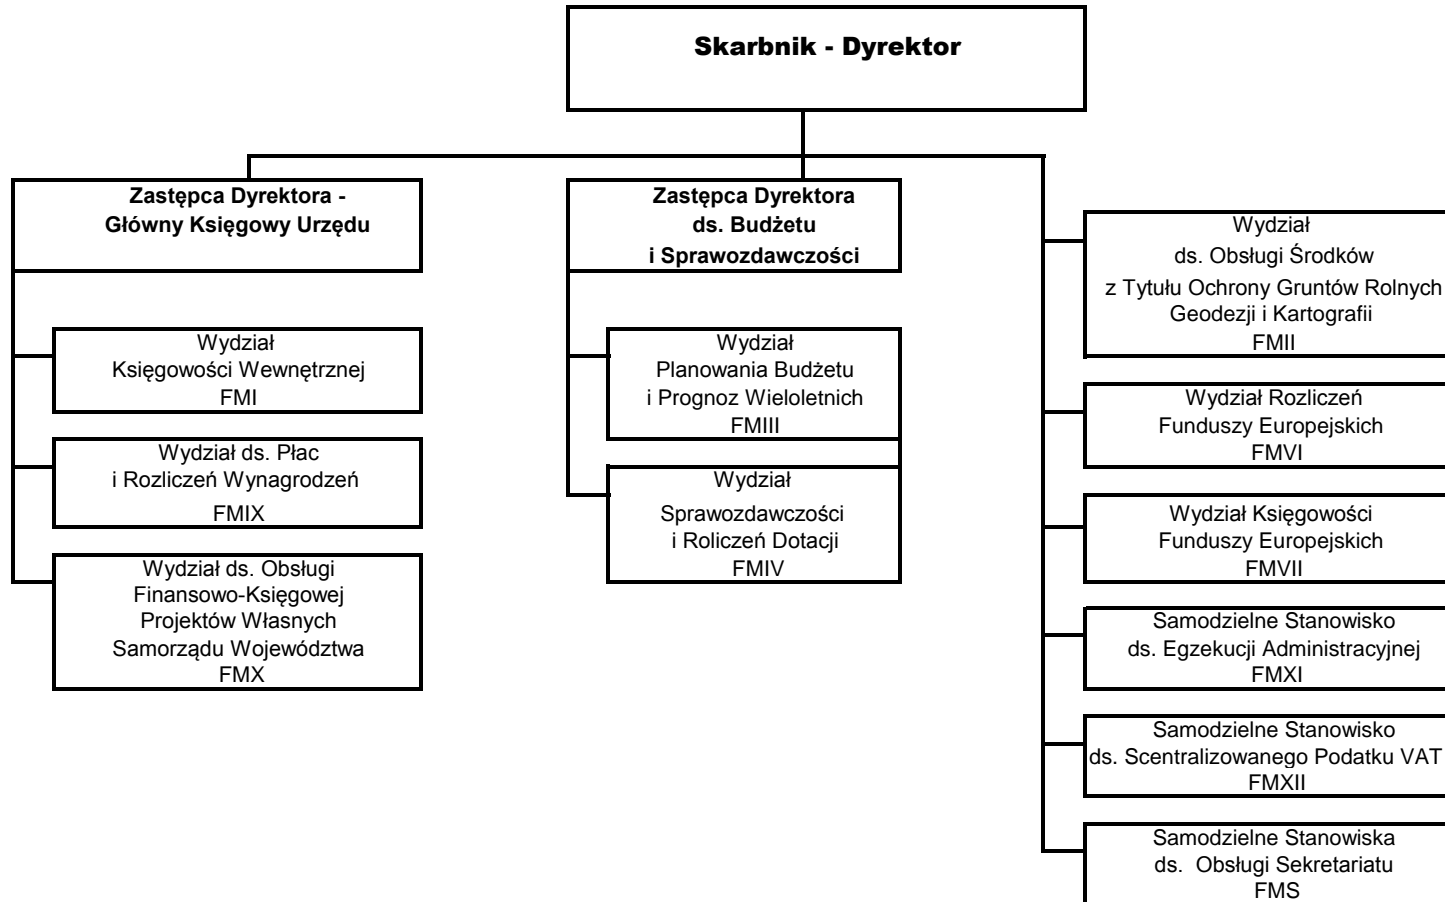 Skarbnik - Dyrektor
Zastępca Dyrektora -
Główny Księgowy Urzędu
Wydział
Księgowości Wewnętrznej
FMI
Wydział ds. Płac
i Rozliczeń Wynagrodzeń
FMIX
Wydział ds. Obsługi
Finansowo-Księgowej
Projektów Własnych
Samorządu Województwa
FMX
Zastępca Dyrektora
ds. Budżetu
i Sprawozdawczości
Wydział
Planowania Budżetu
i Prognoz Wieloletnich
FMIII
Wydział
Sprawozdawczości
i Roliczeń Dotacji
FMIV
Wydział
ds. Obsługi Środków
z Tytułu Ochrony Gruntów Rolnych
Geodezji i Kartografii
FMII
Wydział Rozliczeń
Funduszy Europejskich
FMVI
Wydział Księgowości
Funduszy Europejskich
FMVII
Samodzielne Stanowisko
ds. Egzekucji Administracyjnej
FMXI
Samodzielne Stanowisko
ds. Scentralizowanego Podatku VAT
FMXII
Samodzielne Stanowiska
ds. Obsługi Sekretariatu
FMS